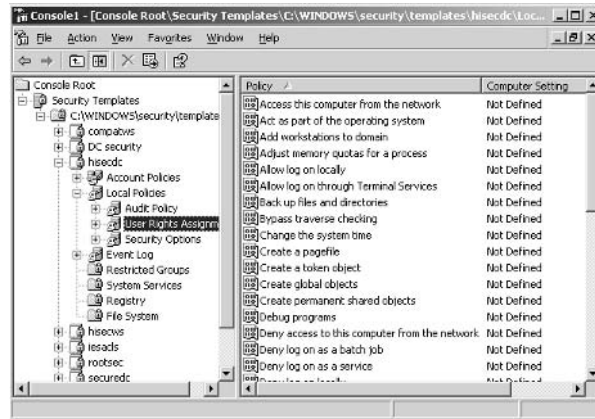 Console1 - [Console Root\Security Templates\C:\WINDOWS\security\templates\hisecdc\Loc...
File Action View Favorites Window Help
Console Root
Security Templates
C:\WINDOWS\security\template
compatws
DC security
hisecdc
Account Policies
Local Policies
Audit Policy
User Rights Assignm
Security Options
Event Log
Restricted Groups
System Services
Registry
File System
hisecws
iesacls
rootsec
securedc
Policy Computer Setting
Access this computer from the network Not Defined
Act as part of the operating system Not Defined
Add workstations to domain Not Defined
Adjust memory quotas for a process Not Defined
Allow log on locally Not Defined
Allow log on through Terminal Services Not Defined
Back up files and directories Not Defined
Bypass traverse checking Not Defined
Change the system time Not Defined
Create a pagefile Not Defined
Create a token object Not Defined
Create global objects Not Defined
Create permanent shared objects Not Defined
Debug programs Not Defined
Deny access to this computer from the network Not Defined
Deny log on as a batch job Not Defined
Deny log on as a service Not Defined
Deny log on locally Not Defined